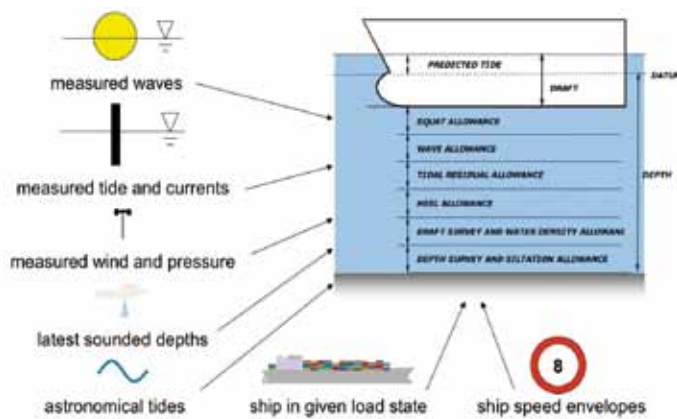 measured waves
measured tide and currents
measured wind and pressure
latest sounded depths
astronomical tides
PREDECTED TIDE
DATUM
DRAFT
SQUAT ALLOWANCE
WAVE ALLOWANCE
TIDAL RESIDUAL ALLOWANCE
DEPTH
HEEL ALLOWANCE
DRAFT SURVEY AND WATER DENSITY ALLOWANC
DEPTH SURVEY AND SILTATION ALLOWANCE
8
ship in given load state
ship speed envelopes